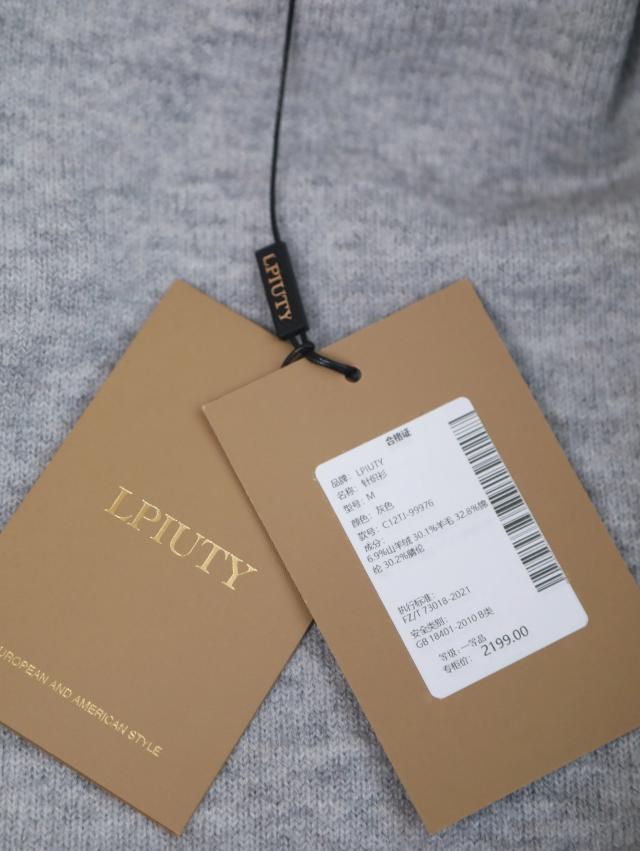 LPIUTY
LPIUTY
EUROPEAN AND AMERICAN STYLE
合格证
品牌: LPIUTY
名称: 针织衫
型号: M
颜色: 灰色
款号: C12TJ-99976
成分:
6.9%山羊绒 30.1%羊毛 32.8%锦
纶 30.2%腈纶
执行标准:
FZ/T 73018-2021
安全类别:
GB 18401-2010 B类
等级: 一等品
专柜价: 2199.00